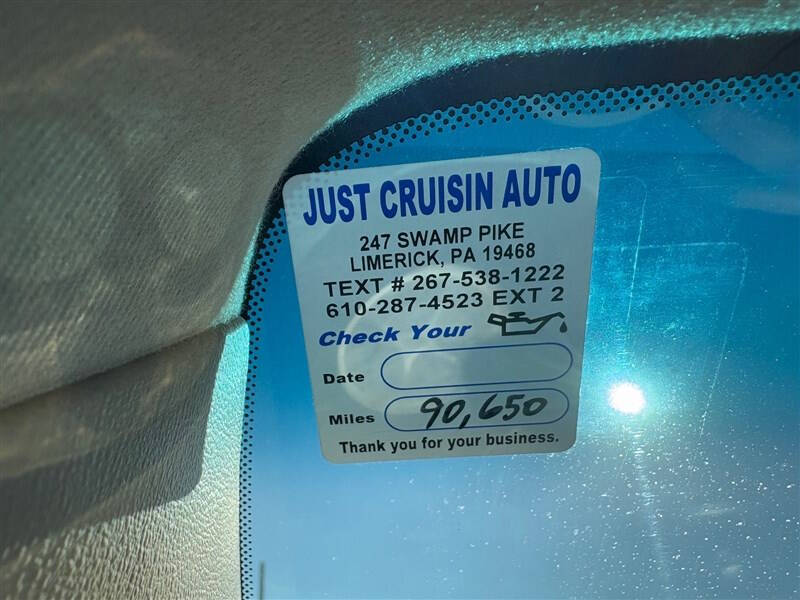 JUST CRUISIN AUTO
247 SWAMP PIKE
LIMERICK, PA 19468
TEXT # 267-538-1222
610-287-4523 EXT 2
Check Your
Date
Miles 90,650
Thank you for your business.